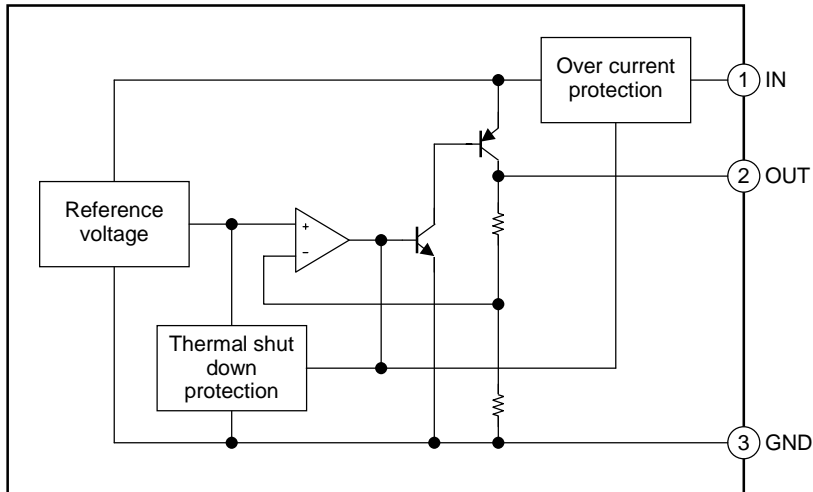 Over current
protection
1 IN
2 OUT
Reference
voltage
+
−
Thermal shut
down
protection
3 GND